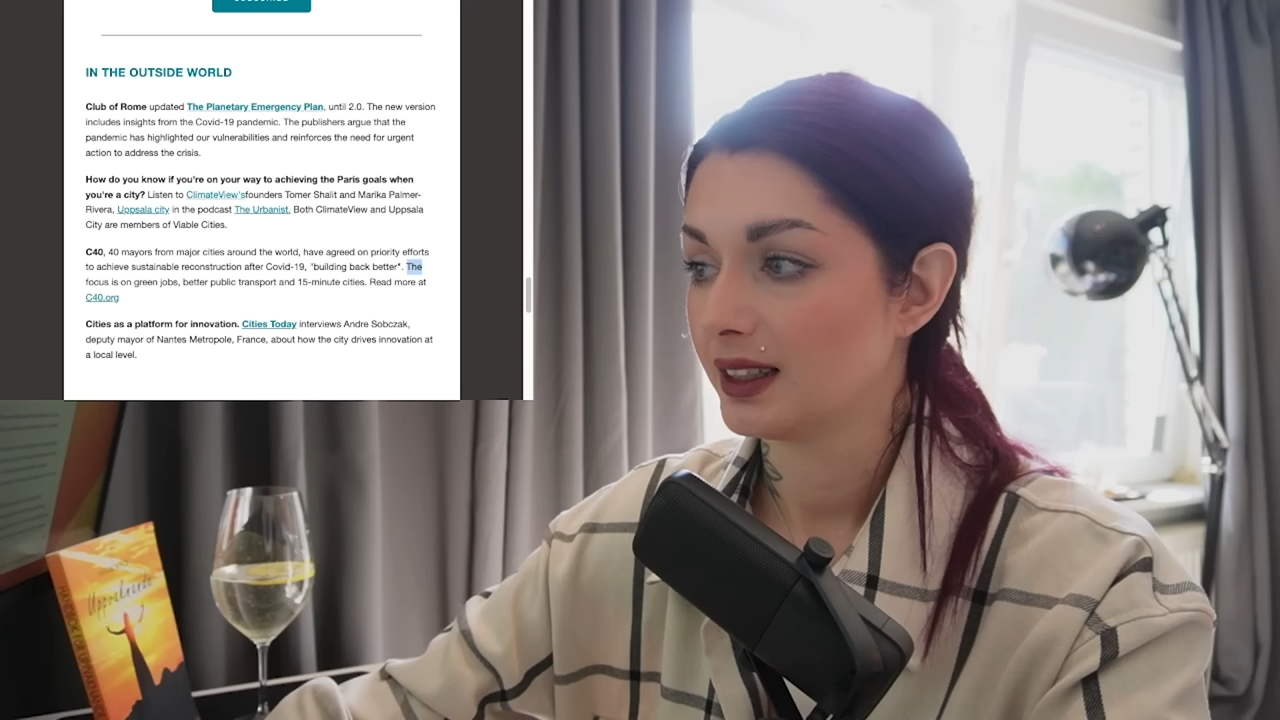 IN THE OUTSIDE WORLD
Club of Rome updated The Planetary Emergency Plan, until 2.0. The new version
includes insights from the Covid-19 pandemic. The publishers argue that the
pandemic has highlighted our vulnerabilities and reinforces the need for urgent
action to address the crisis.
How do you know if you're on your way to achieving the Paris goals when
you're a city? Listen to ClimateView'sfounders Tomer Shalit and Marika Palmer-
Rivera, Uppsala city in the podcast The Urbanist. Both ClimateView and Uppsala
City are members of Viable Cities.
C40, 40 mayors from major cities around the world, have agreed on priority efforts
to achieve sustainable reconstruction after Covid-19, "building back better". The
focus is on green jobs, better public transport and 15-minute cities. Read more at
C40.org
Cities as a platform for innovation. Cities Today interviews Andre Sobczak,
deputy mayor of Nantes Metropole, France, about how the city drives innovation at
a local level.